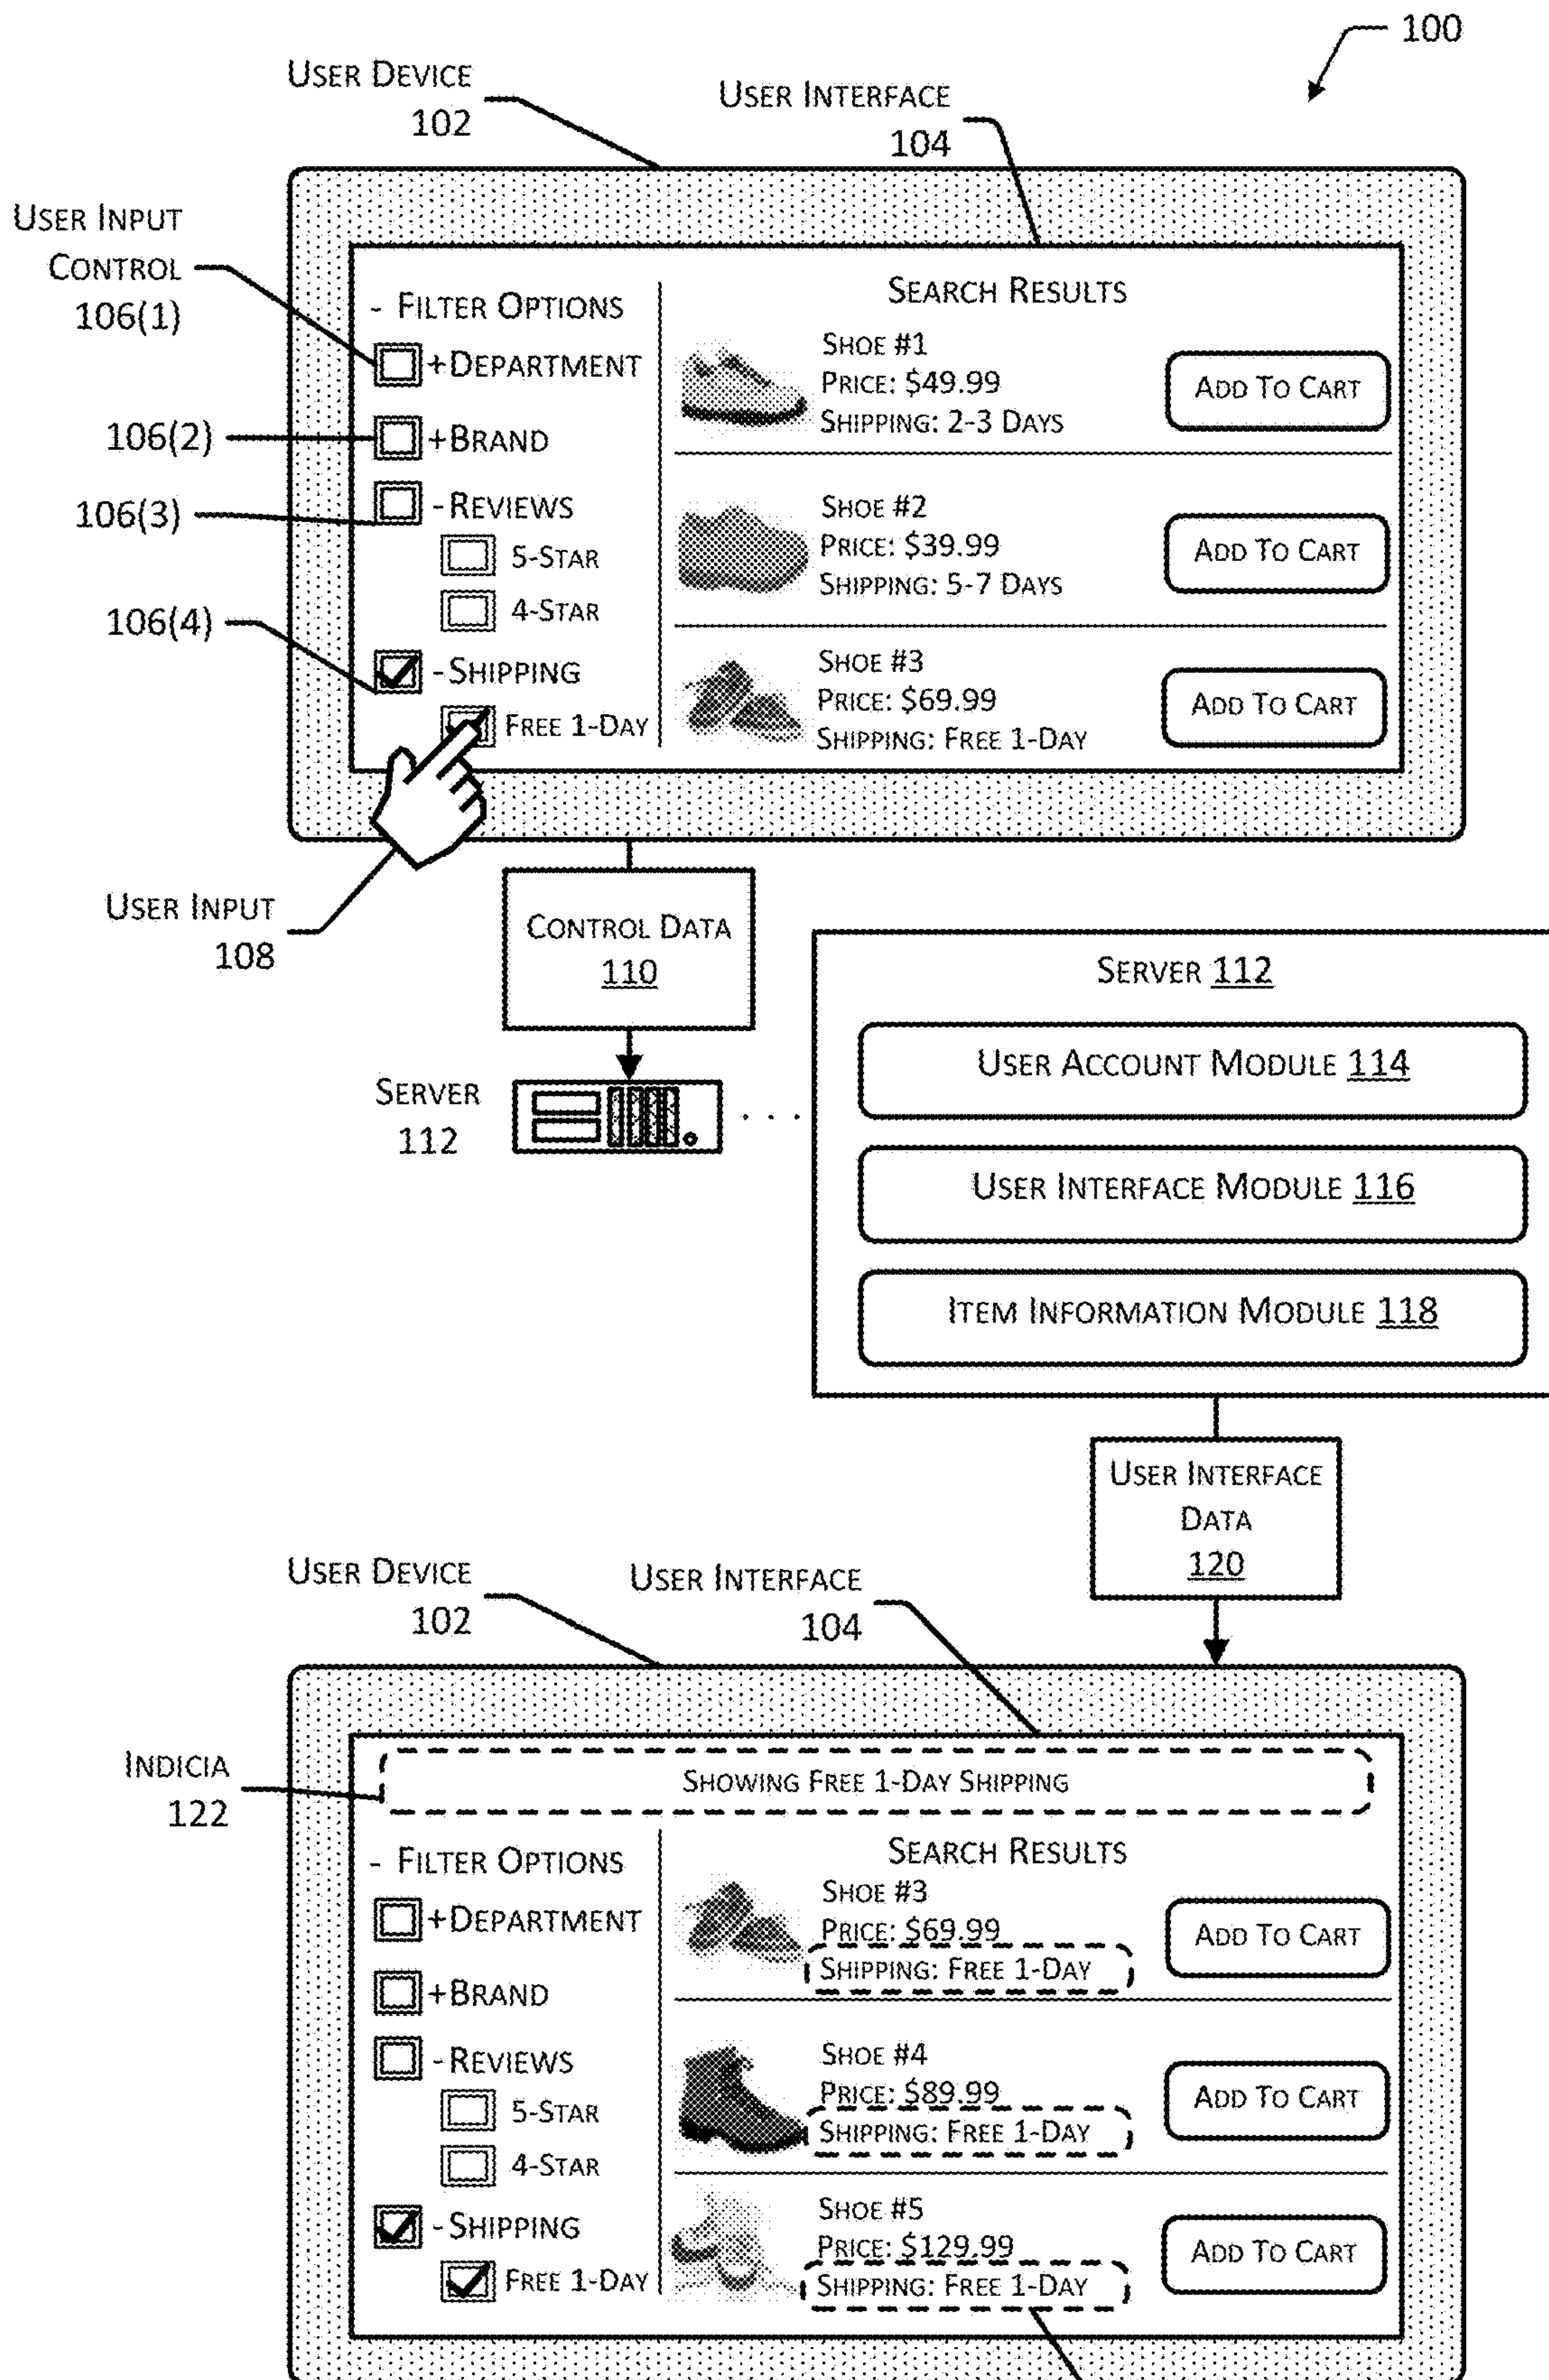 100
User Device
102
User Interface
104
User Input
Control
106(1)
106(2)
106(3)
106(4)
- Filter Options
+Department
+Brand
-Reviews
5-Star
4-Star
-Shipping
Free 1-Day
Search Results
Shoe #1
Price: $49.99
Shipping: 2-3 Days
Add To Cart
Shoe #2
Price: $39.99
Shipping: 5-7 Days
Add To Cart
Shoe #3
Price: $69.99
Shipping: Free 1-Day
Add To Cart
User Input
108
Control Data
110
Server
112
Server 112
User Account Module 114
User Interface Module 116
Item Information Module 118
User Interface
Data
120
User Device
102
User Interface
104
Indicia
122
Showing Free 1-Day Shipping
- Filter Options
+Department
+Brand
-Reviews
5-Star
4-Star
-Shipping
Free 1-Day
Search Results
Shoe #3
Price: $69.99
Shipping: Free 1-Day
Add To Cart
Shoe #4
Price: $89.99
Shipping: Free 1-Day
Add To Cart
Shoe #5
Price: $129.99
Shipping: Free 1-Day
Add To Cart